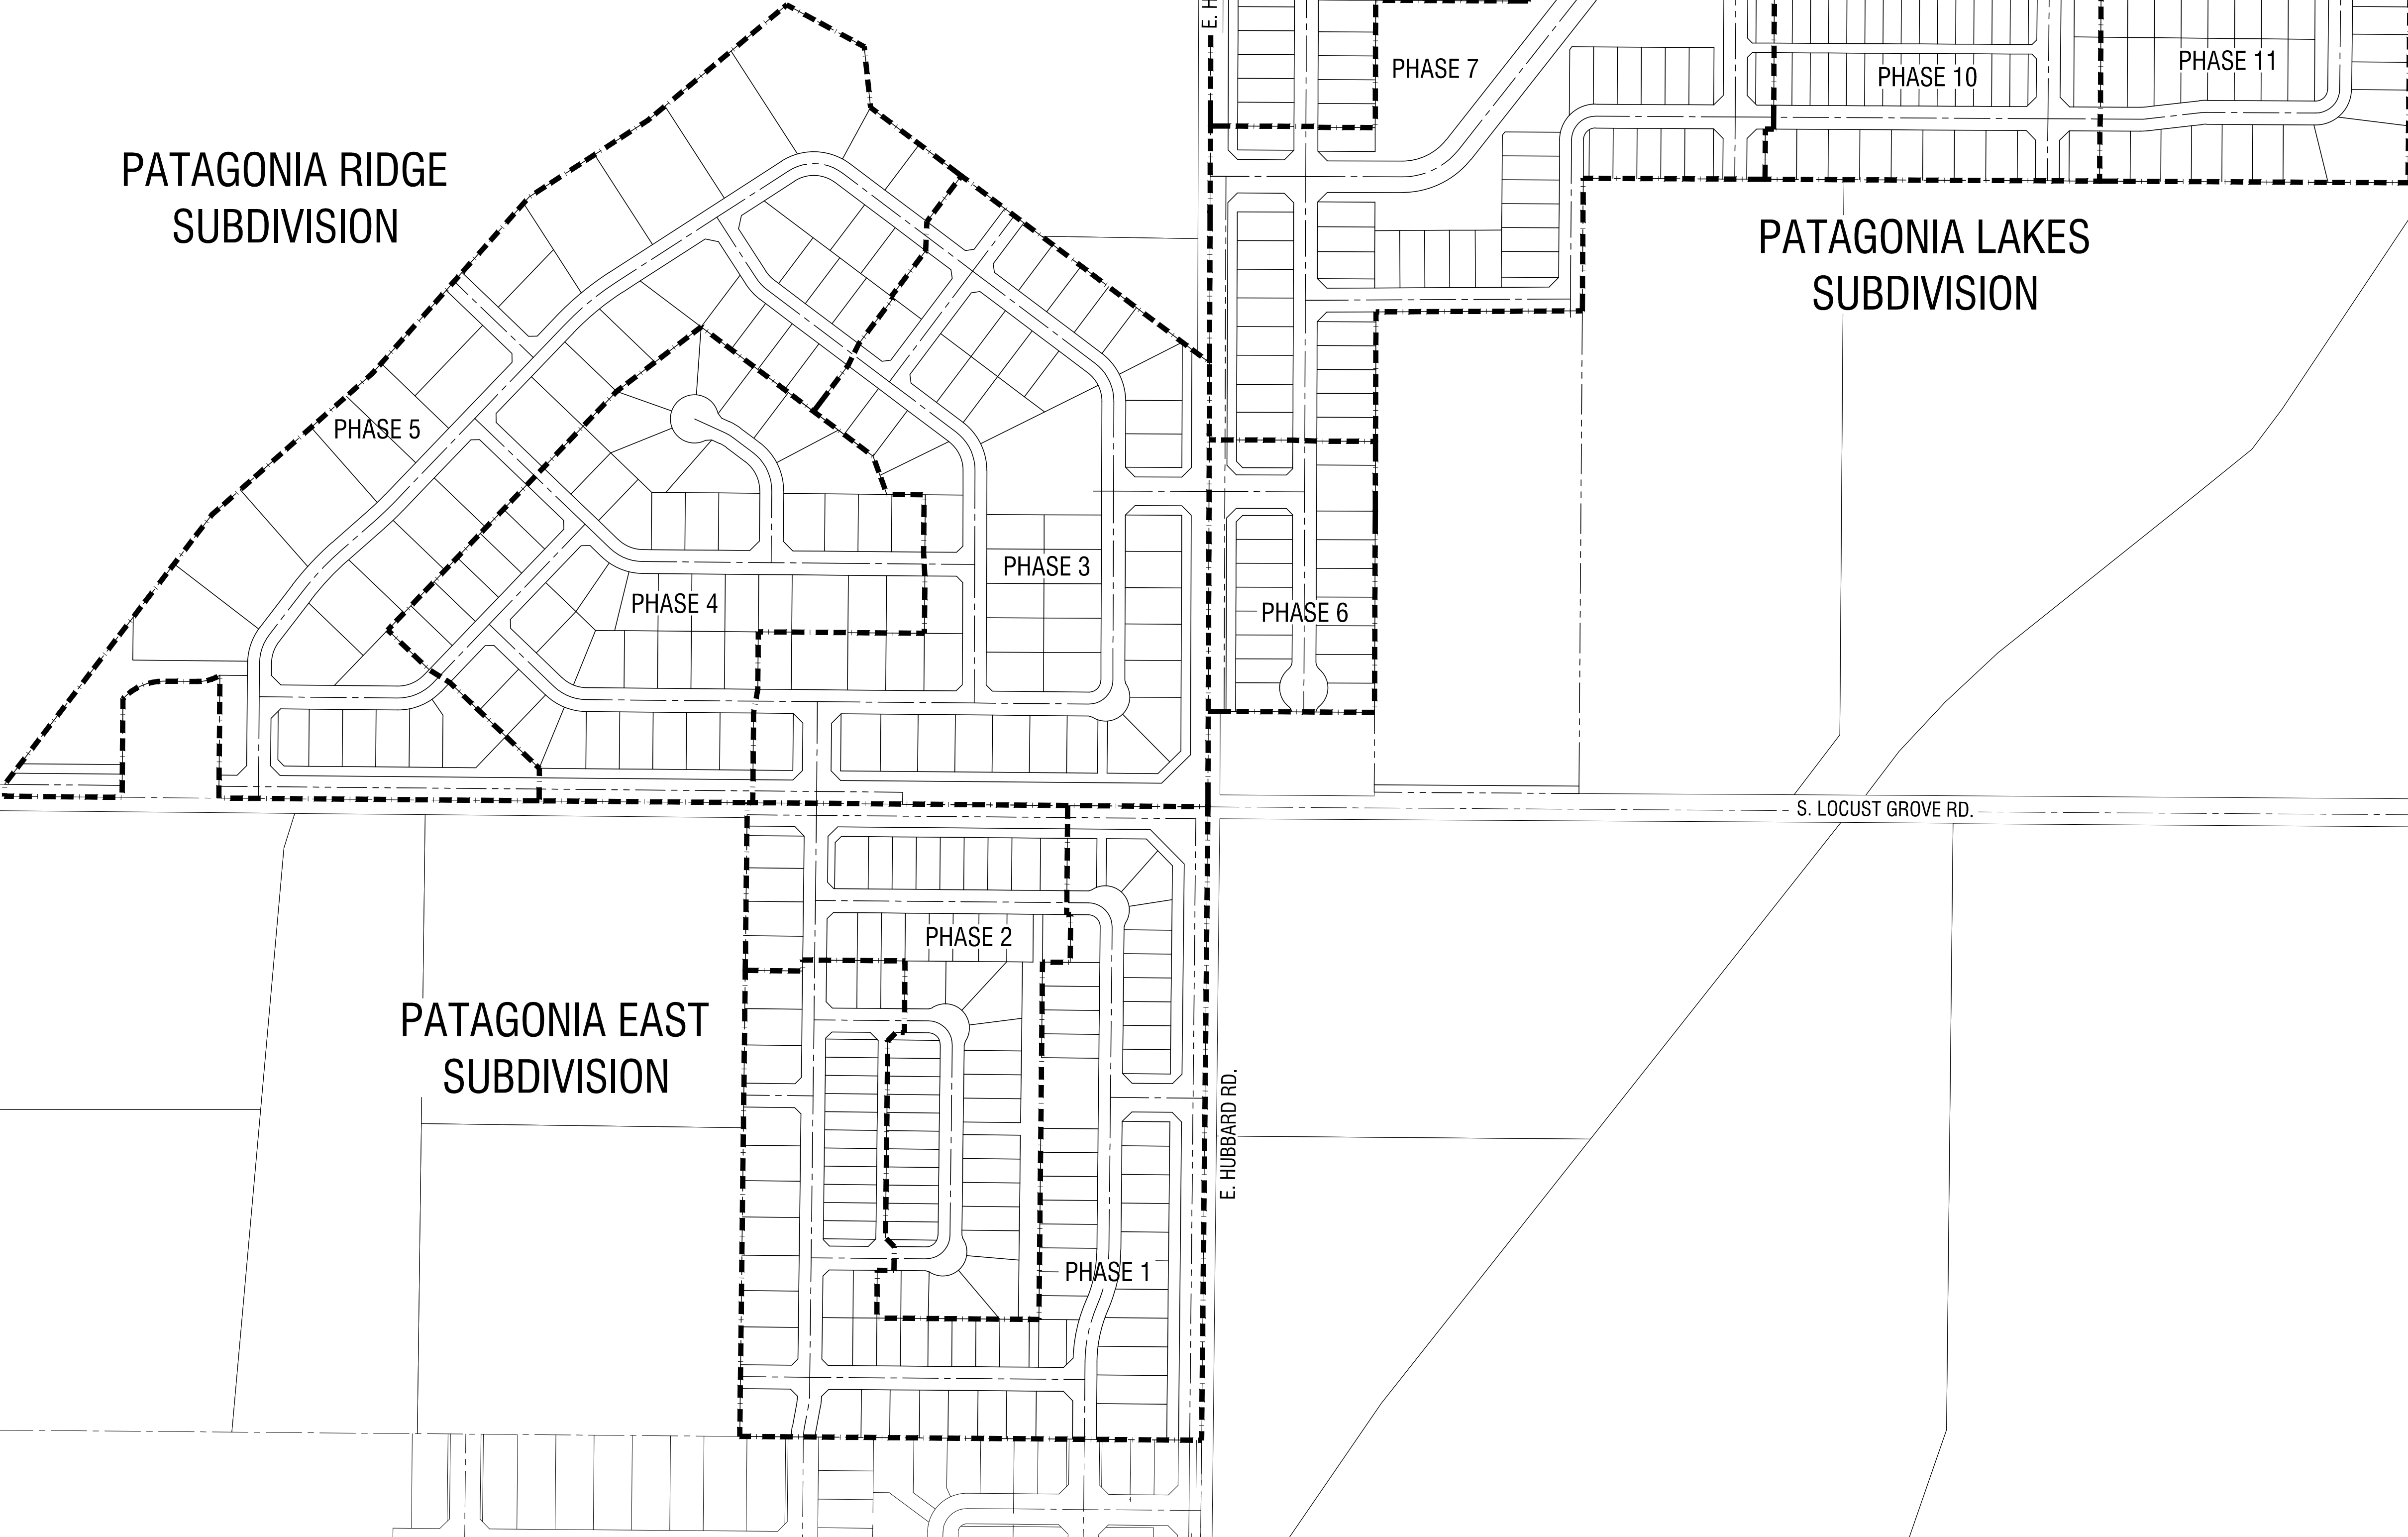 E. H
PHASE 7
PHASE 10
PHASE 11
PATAGONIA RIDGE
SUBDIVISION
PATAGONIA LAKES
SUBDIVISION
PHASE 5
PHASE 3
PHASE 4
PHASE 6
S. LOCUST GROVE RD.
PHASE 2
PATAGONIA EAST
SUBDIVISION
E. HUBBARD RD.
PHASE 1